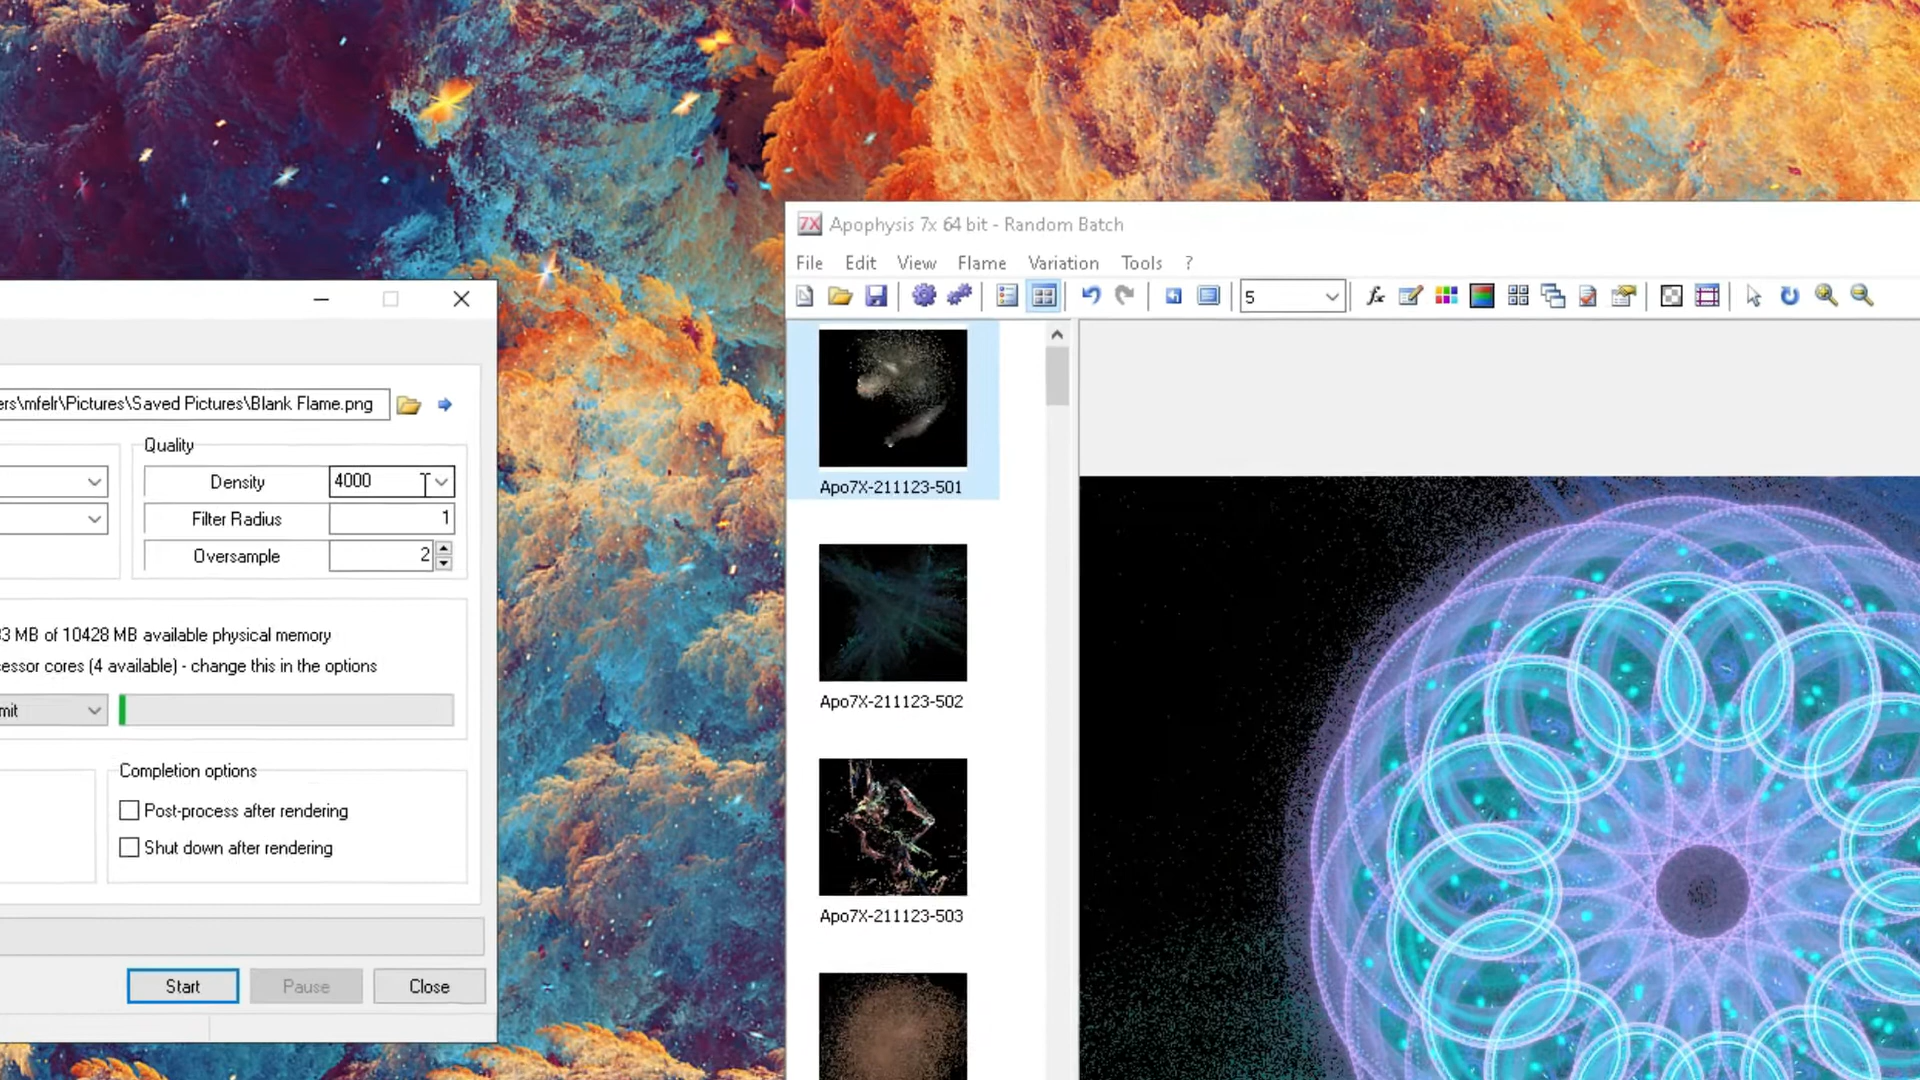 ers\mfelr\Pictures\Saved Pictures\Blank Flame.png
Quality
Density 4000
Filter Radius 1
Oversample 2
33 MB of 10428 MB available physical memory
cessor cores (4 available) - change this in the options
mit
Completion options
Post-process after rendering
Shut down after rendering
Start Pause Close
7X Apophysis 7x 64 bit - Random Batch
File Edit View Flame Variation Tools ?
5
Apo7X-211123-501
Apo7X-211123-502
Apo7X-211123-503